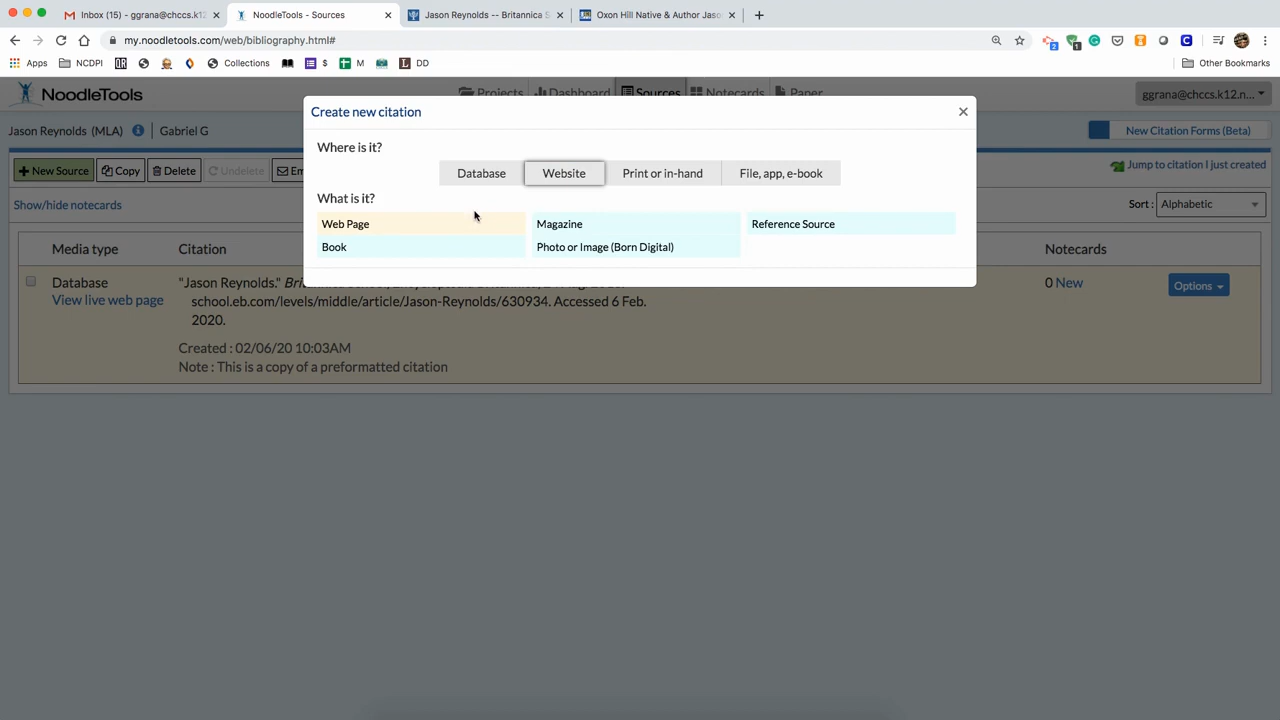 Inbox (15) - ggrana@chccs.k12
NoodleTools - Sources
Jason Reynolds -- Britannica S
Oxon Hill Native & Author Jaso
my.noodletools.com/web/bibliography.html#
Apps
NCDPI
Collections
$
M
DD
Other Bookmarks
NoodleTools
Projects
Dashboard
Sources
Notecards
Paper
ggrana@chccs.k12.n...
Jason Reynolds (MLA)
Gabriel G
New Citation Forms (Beta)
New Source
Copy
Delete
Undelete
Em
Jump to citation I just created
Show/hide notecards
Sort :
Alphabetic
Create new citation
Where is it?
Database
Website
Print or in-hand
File, app, e-book
What is it?
Web Page
Magazine
Reference Source
Book
Photo or Image (Born Digital)
Media type
Citation
Notecards
Database
View live web page
"Jason Reynolds."
school.eb.com/levels/middle/article/Jason-Reynolds/630934. Accessed 6 Feb.
2020.
Created : 02/06/20 10:03AM
Note : This is a copy of a preformatted citation
0 New
Options